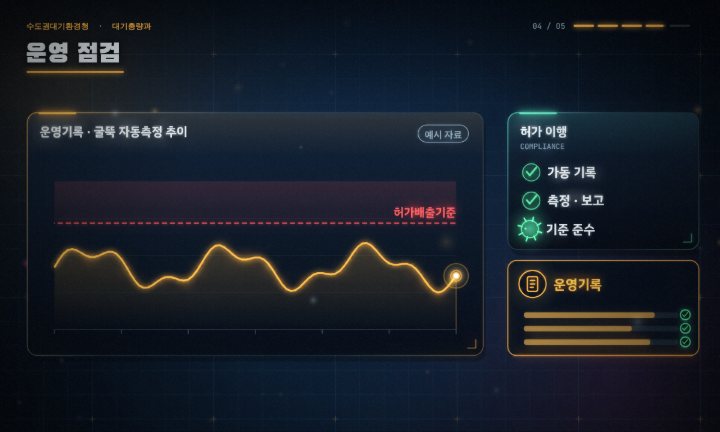 수도권대기환경청 · 대기총량과
04 / 05
운영 점검
운영기록 · 굴뚝 자동측정 추이
예시 자료
허가배출기준
허가 이행
COMPLIANCE
가동 기록
측정 · 보고
기준 준수
운영기록